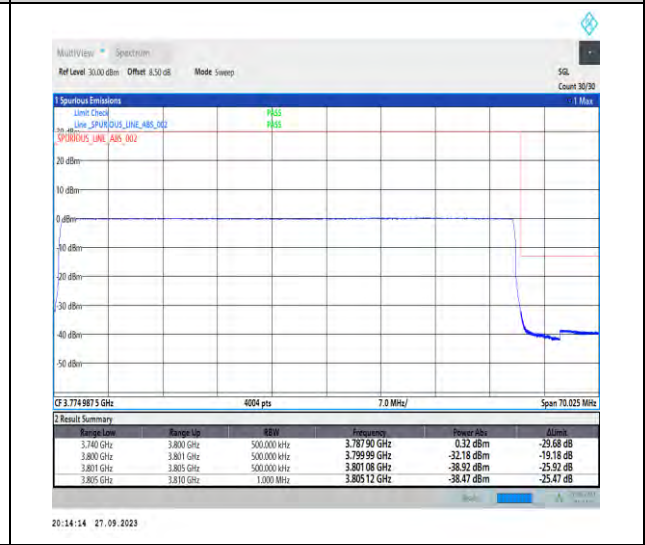 MultiView Spectrum
Ref Level 30.00 dBm Offset 8.50 dB Mode Sweep SGL
Count 30/30
1 Spurious Emissions 1 Max
Limit Check PASS
Line _SPURIOUS_LINE_ABS_002 PASS
_SPURIOUS_LINE_ABS_002
20 dBm
10 dBm
0 dBm
-10 dBm
-20 dBm
-30 dBm
-40 dBm
-50 dBm
CF 3.774 987 5 GHz 4004 pts 7.0 MHz/ Span 70.025 MHz
2 Result Summary
Range Low Range Up RBW Frequency Power Abs ΔLimit
3.740 GHz 3.800 GHz 500.000 kHz 3.787 90 GHz 0.32 dBm -29.68 dB
3.800 GHz 3.801 GHz 500.000 kHz 3.799 99 GHz -32.18 dBm -19.18 dB
3.801 GHz 3.805 GHz 500.000 kHz 3.801 08 GHz -38.92 dBm -25.92 dB
3.805 GHz 3.810 GHz 1.000 MHz 3.805 12 GHz -38.47 dBm -25.47 dB
20:14:14 27.09.2023